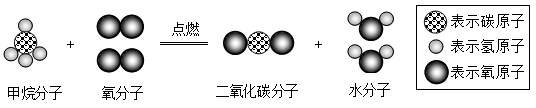 甲烷分子 + 氧分子 点燃 二氧化碳分子 + 水分子
表示碳原子
表示氢原子
表示氧原子